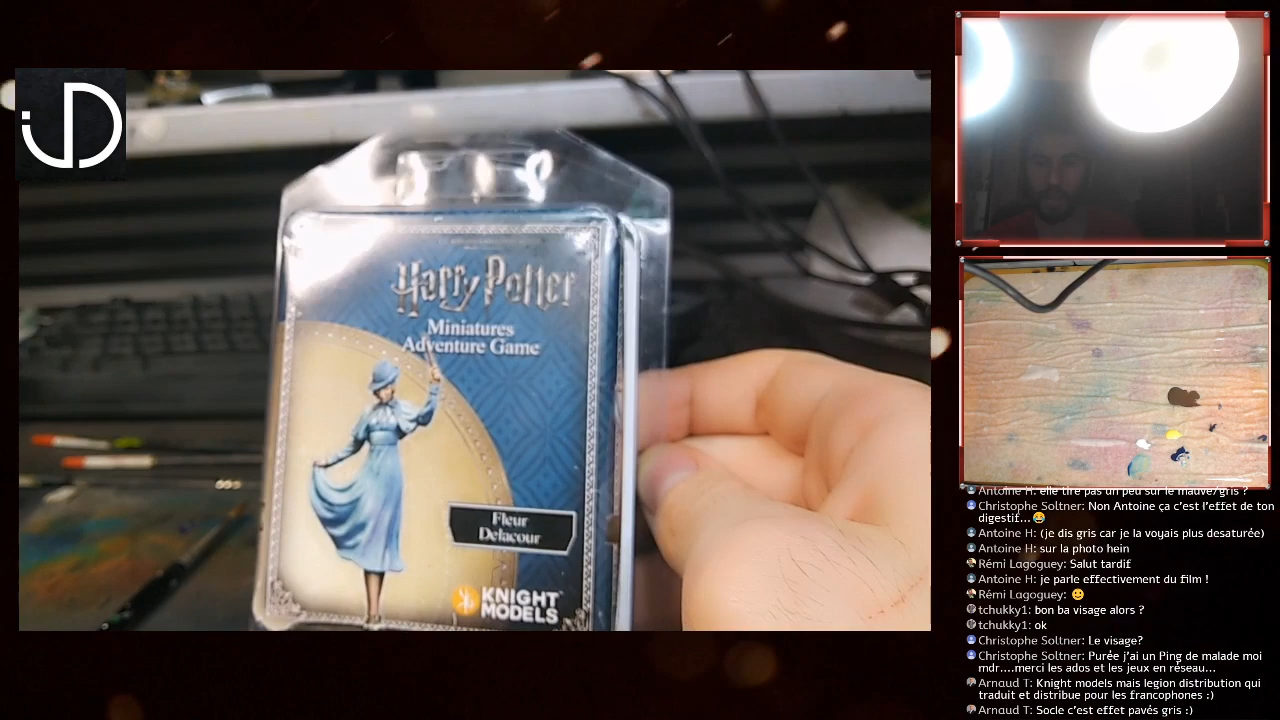 JD
Harry Potter
Miniatures
Adventure Game
Fleur
Delacour
KNIGHT
MODELS
Antoine H: elle tire pas un peu sur le mauve/gris ?
Christophe Soltner: Non Antoine ça c'est l'effet de ton
digestif...😂
Antoine H: (je dis gris car je la voyais plus desaturée)
Antoine H: sur la photo hein
Rémi Lagoguey: Salut tardif
Antoine H: je parle effectivement du film !
Rémi Lagoguey: 🙂
tchukky1: bon ba visage alors ?
tchukky1: ok
Christophe Soltner: Le visage?
Christophe Soltner: Purée j'ai un Ping de malade moi
mdr....merci les ados et les jeux en réseau...
Arnaud T: Knight models mais legion distribution qui
traduit et distribue pour les francophones :)
Arnaud T: Socle c'est effet pavés gris :)